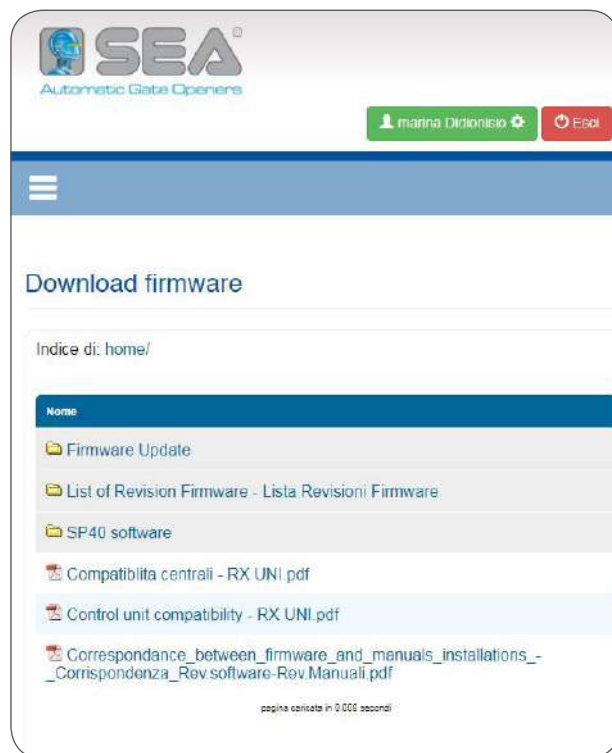 SEA®
Automatic Gate Openers
marina Didionisio
Esci
Download firmware
Indice di: home/
Nome
Firmware Update
List of Revision Firmware - Lista Revisioni Firmware
SP40 software
Compatiblita centrali - RX UNI.pdf
Control unit compatibility - RX UNI.pdf
Correspondance_between_firmware_and_manuals_installations_-
_Corrispondenza_Rev.software-Rev.Manuali.pdf
pagina caricata in 0.006 secondi